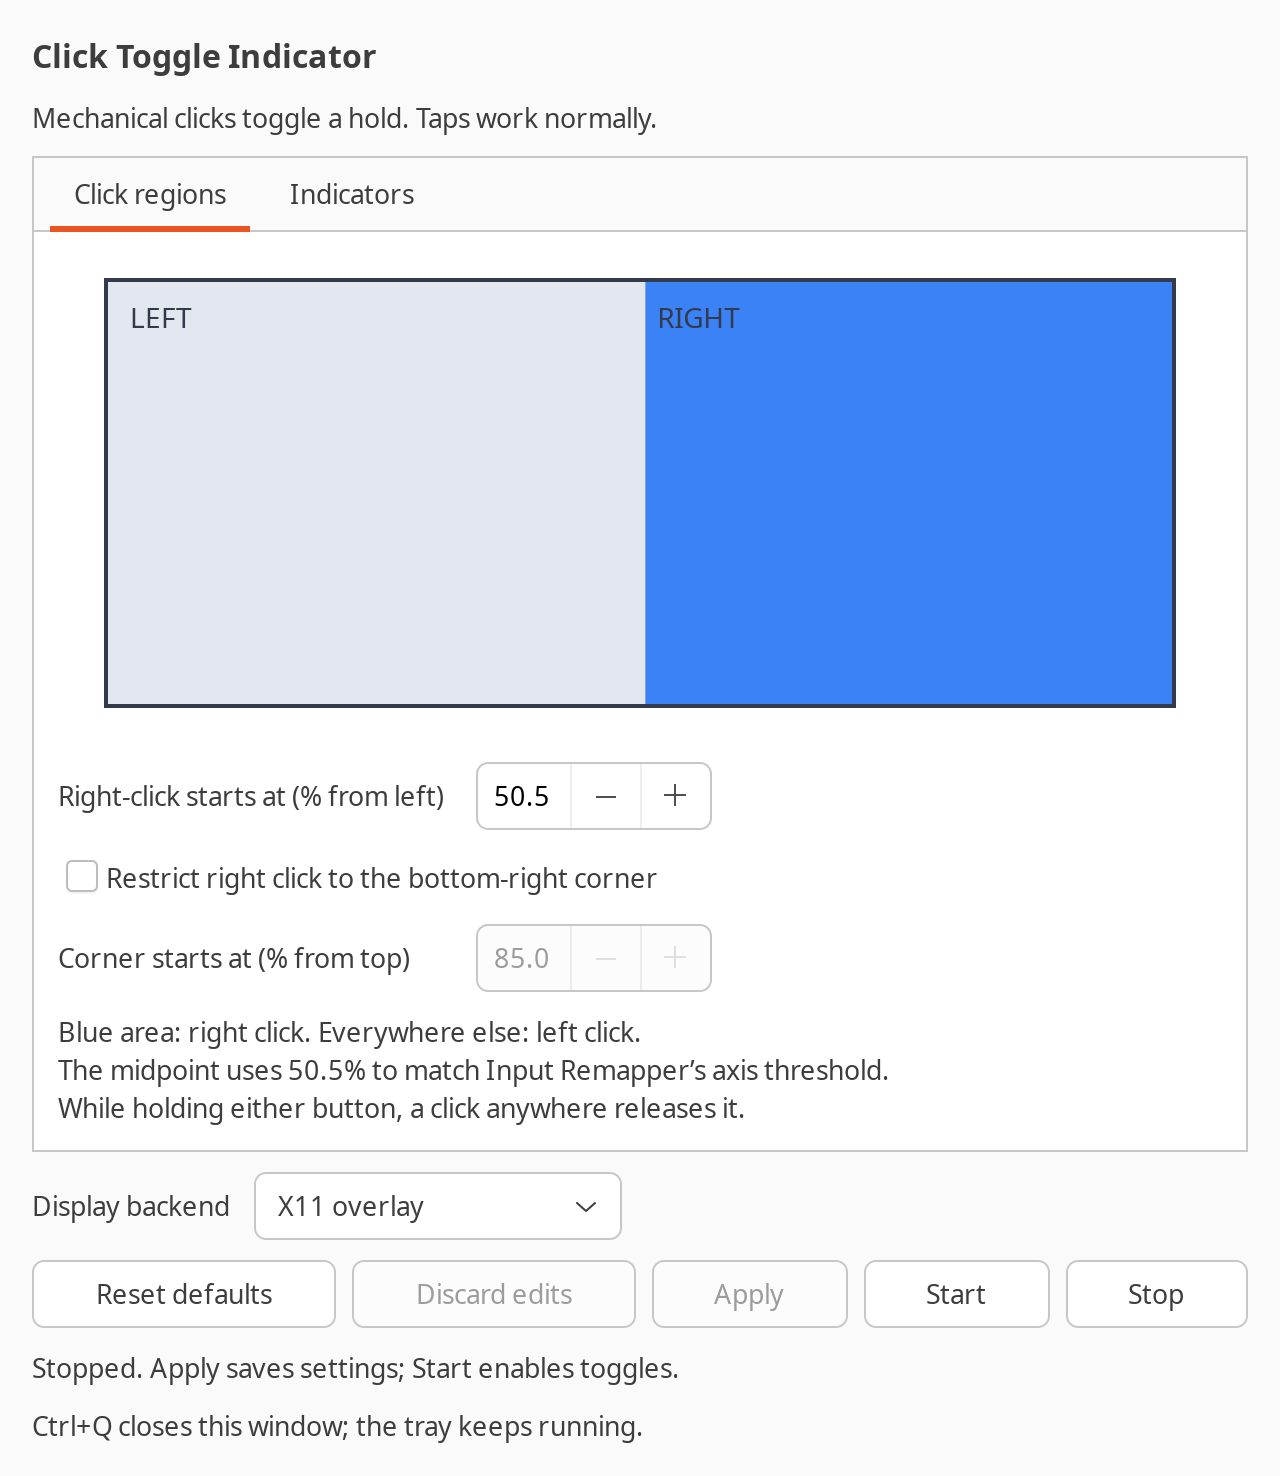 Click Toggle Indicator
Mechanical clicks toggle a hold. Taps work normally.
Click regions Indicators
LEFT RIGHT
Right-click starts at (% from left) 50.5
Restrict right click to the bottom-right corner
Corner starts at (% from top) 85.0
Blue area: right click. Everywhere else: left click.
The midpoint uses 50.5% to match Input Remapper’s axis threshold.
While holding either button, a click anywhere releases it.
Display backend X11 overlay
Reset defaults Discard edits Apply Start Stop
Stopped. Apply saves settings; Start enables toggles.
Ctrl+Q closes this window; the tray keeps running.